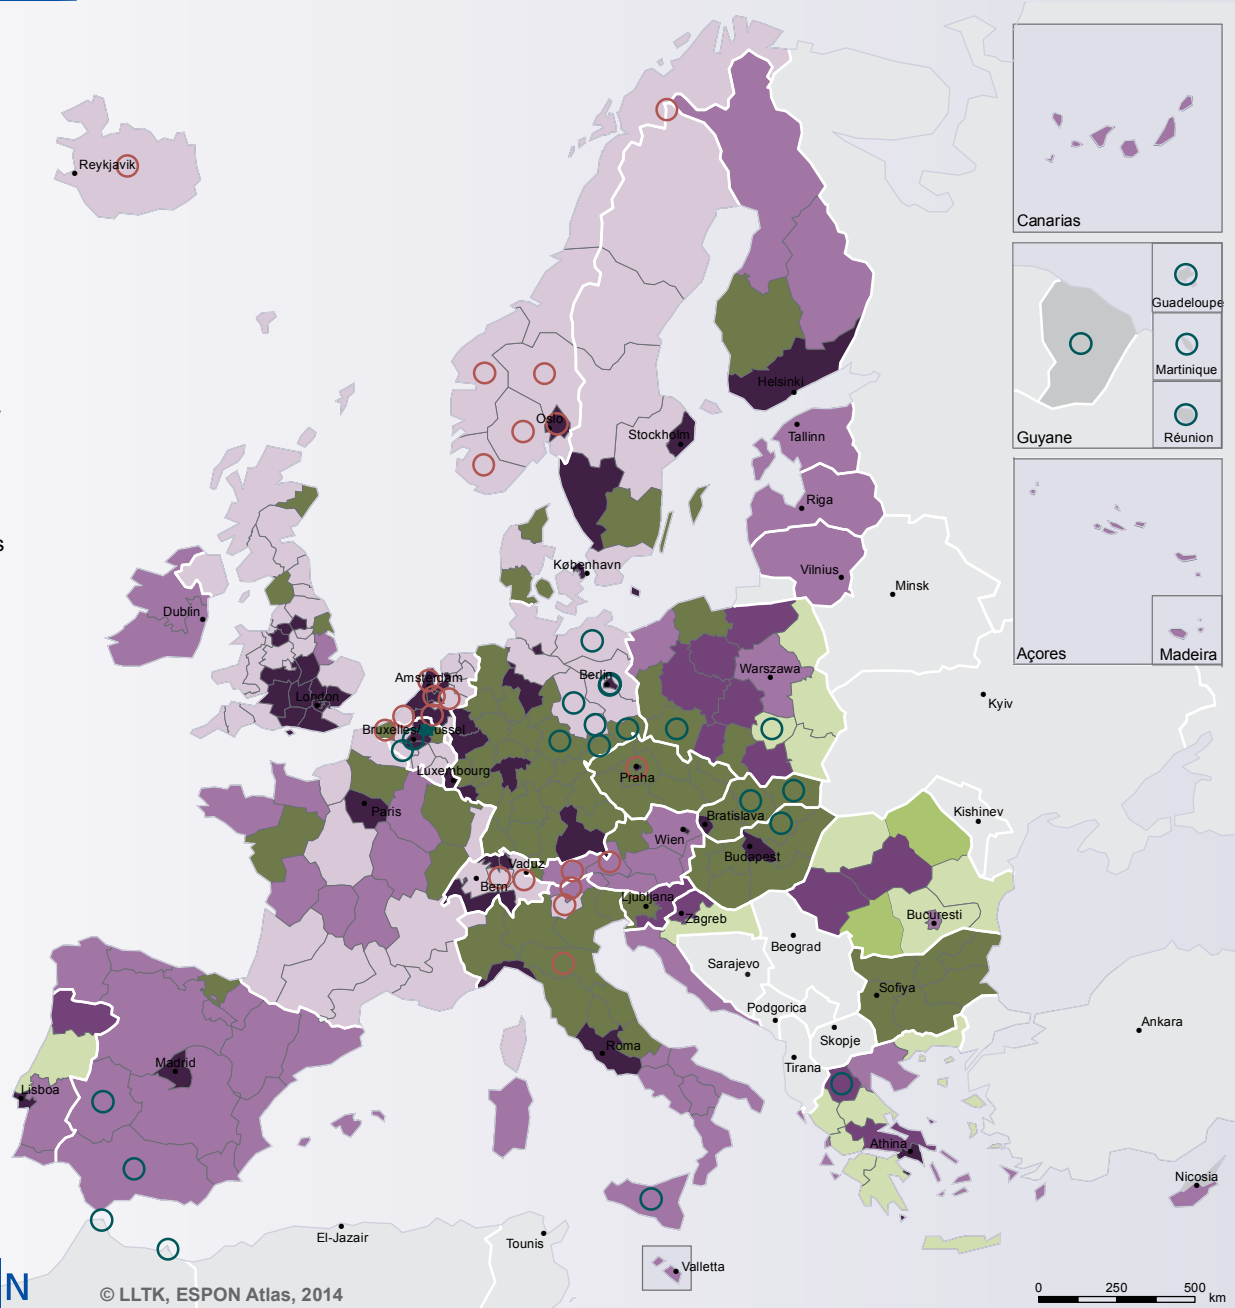 Canarias
Reykjavik
Guadeloupe
Martinique
Guyane
Réunion
Helsinki
Oslo
Stockholm
Tallinn
Riga
s
København
Vilnius
Minsk
Dublin
Açores
Madeira
Amsterdam
Berlin
Warszawa
London
Kyiv
Bruxelles/Brussel
Luxembourg
Praha
Paris
Bratislava
Kishinev
Wien
Budapest
Vaduz
Bern
Ljubljana
Zagreb
Bucuresti
Beograd
Sarajevo
Sofiya
Podgorica
Ankara
Skopje
Roma
Madrid
Tirana
Lisboa
Athina
Nicosia
El-Jazair
Tounis
Valletta
N
© LLTK, ESPON Atlas, 2014
0 250 500
km